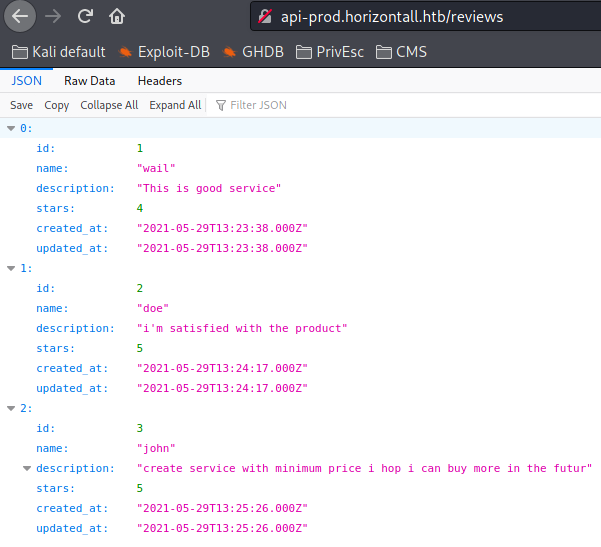 api-prod.horizontall.htb/reviews
Kali default Exploit-DB GHDB PrivEsc CMS
JSON Raw Data Headers
Save Copy Collapse All Expand All Filter JSON
0:
id: 1
name: "wail"
description: "This is good service"
stars: 4
created_at: "2021-05-29T13:23:38.000Z"
updated_at: "2021-05-29T13:23:38.000Z"
1:
id: 2
name: "doe"
description: "i'm satisfied with the product"
stars: 5
created_at: "2021-05-29T13:24:17.000Z"
updated_at: "2021-05-29T13:24:17.000Z"
2:
id: 3
name: "john"
description: "create service with minimum price i hop i can buy more in the futur"
stars: 5
created_at: "2021-05-29T13:25:26.000Z"
updated_at: "2021-05-29T13:25:26.000Z"